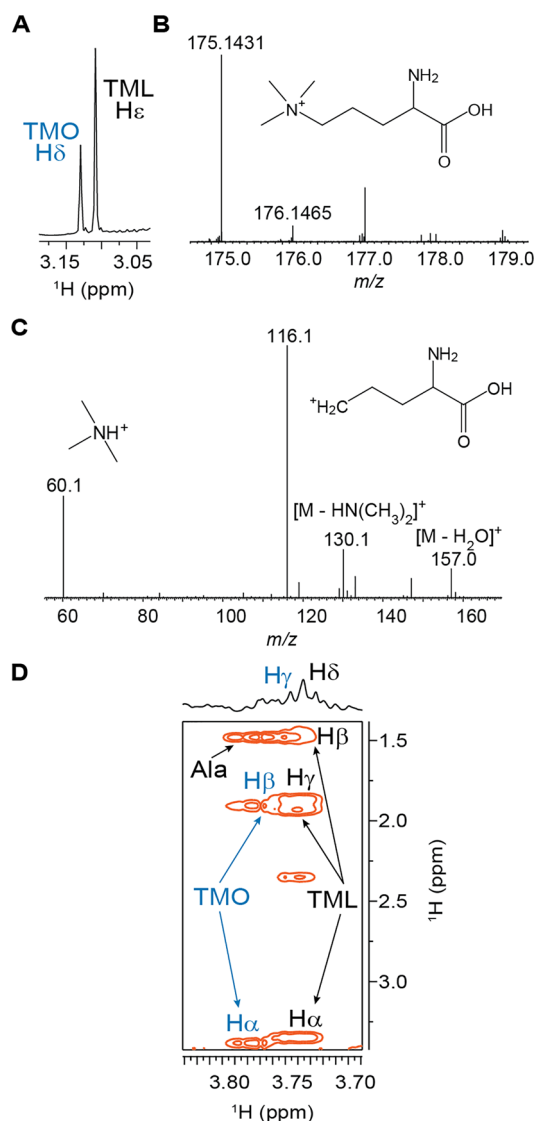 A
TML
Hε
TMO
Hδ
3.15
3.05
¹H (ppm)
B
175.1431
NH₂
N⁺
OH
O
176.1465
175.0
176.0
177.0
178.0
179.0
m/z
C
116.1
NH₂
⁺H₂C
OH
O
NH⁺
60.1
[M - HN(CH₃)₂]⁺
130.1
[M - H₂O]⁺
157.0
60
80
100
120
140
160
m/z
D
Hγ
Hδ
Ala
Hβ
Hβ
Hγ
TMO
TML
Hα
Hα
1.5
2.0
2.5
3.0
¹H (ppm)
3.80
3.75
3.70
¹H (ppm)